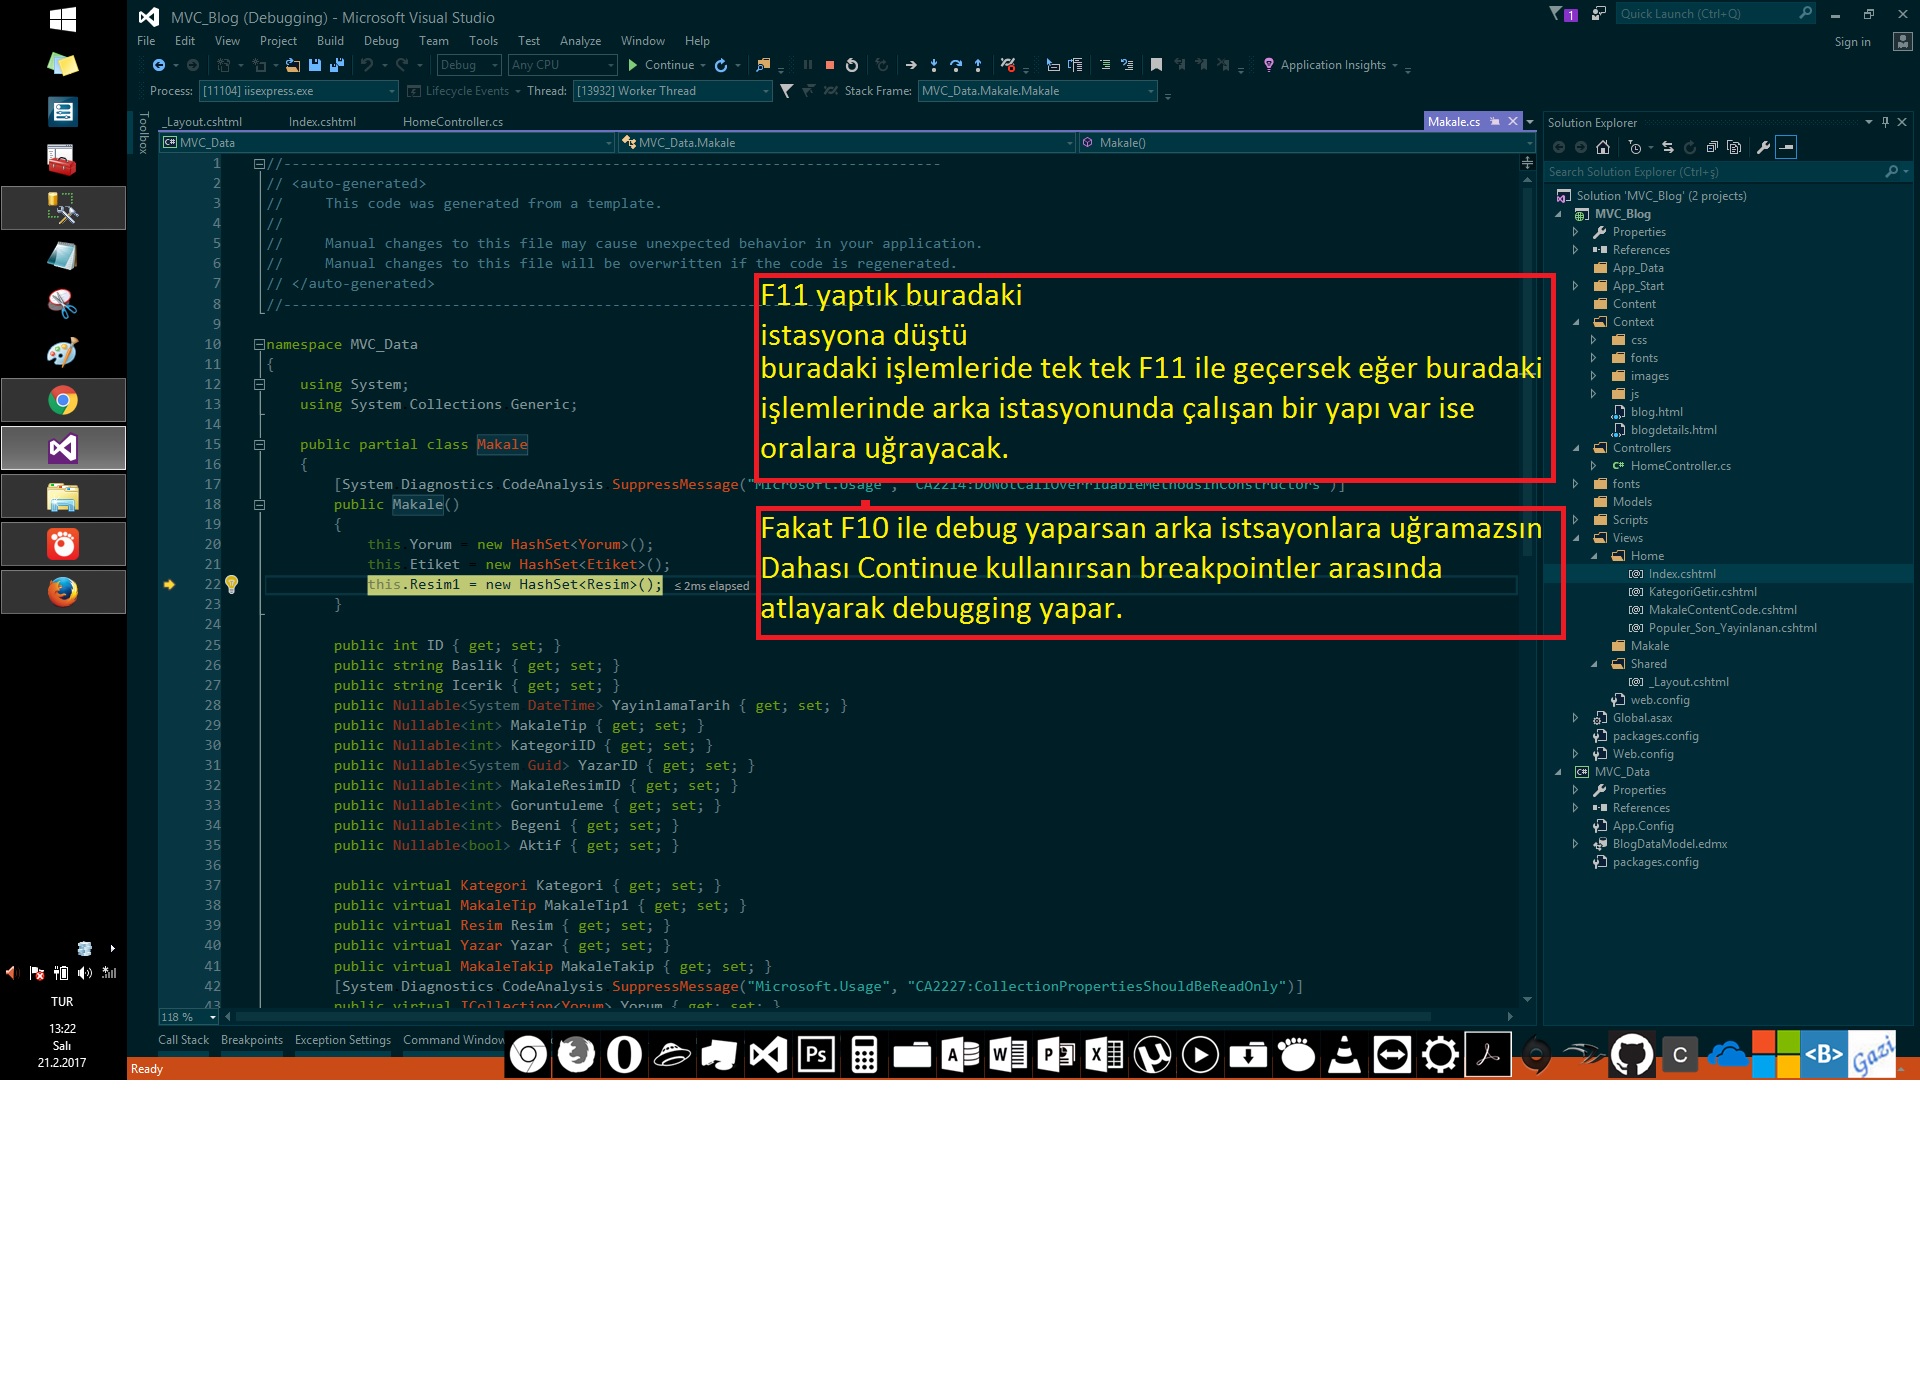 MVC_Blog (Debugging) - Microsoft Visual Studio
1
Quick Launch (Ctrl+Q)
File Edit View Project Build Debug Team Tools Test Analyze Window Help
Sign in
Debug Any CPU Continue Application Insights
Process: [11104] iisexpress.exe Lifecycle Events Thread: [13932] Worker Thread Stack Frame: MVC_Data.Makale.Makale
Toolbox
_Layout.cshtml Index.cshtml HomeController.cs Makale.cs
MVC_Data MVC_Data.Makale Makale()
1 //------------------------------------------------------------------------------
2 // <auto-generated>
3 //     This code was generated from a template.
4 //
5 //     Manual changes to this file may cause unexpected behavior in your application.
6 //     Manual changes to this file will be overwritten if the code is regenerated.
7 // </auto-generated>
8 //------------------------------------------------------------------------------
9
10 namespace MVC_Data
11 {
12 using System;
13 using System Collections Generic;
14
15 public partial class Makale
16 {
17 [System Diagnostics CodeAnalysis SuppressMessage("Microsoft.Usage", "CA2214:DoNotCallOverridableMethodsInConstructors")]
18 public Makale()
19 {
20 this Yorum = new HashSet<Yorum>();
21 this Etiket = new HashSet<Etiket>();
22 this.Resim1 = new HashSet<Resim>(); ≤ 2ms elapsed
23 }
24
25 public int ID { get; set; }
26 public string Baslik { get; set; }
27 public string Icerik { get; set; }
28 public Nullable<System DateTime> YayinlamaTarih { get; set; }
29 public Nullable<int> MakaleTip { get; set; }
30 public Nullable<int> KategoriID { get; set; }
31 public Nullable<System Guid> YazarID { get; set; }
32 public Nullable<int> MakaleResimID { get; set; }
33 public Nullable<int> Goruntuleme { get; set; }
34 public Nullable<int> Begeni { get; set; }
35 public Nullable<bool> Aktif { get; set; }
36
37 public virtual Kategori Kategori { get; set; }
38 public virtual MakaleTip MakaleTip1 { get; set; }
39 public virtual Resim Resim { get; set; }
40 public virtual Yazar Yazar { get; set; }
41 public virtual MakaleTakip MakaleTakip { get; set; }
42 [System Diagnostics CodeAnalysis SuppressMessage("Microsoft.Usage", "CA2227:CollectionPropertiesShouldBeReadOnly")]
43 public virtual ICollection<Yorum> Yorum { get; set; }
F11 yaptık buradaki
istasyona düştü
buradaki işlemleride tek tek F11 ile geçersek eğer buradaki
işlemlerinde arka istasyonunda çalışan bir yapı var ise
oralara uğrayacak.
Fakat F10 ile debug yaparsan arka istsayonlara uğramazsın
Dahası Continue kullanırsan breakpointler arasında
atlayarak debugging yapar.
118 %
Call Stack Breakpoints Exception Settings Command Window
Ready
Solution Explorer
Search Solution Explorer (Ctrl+ş)
Solution 'MVC_Blog' (2 projects)
MVC_Blog
Properties
References
App_Data
App_Start
Content
Context
css
fonts
images
js
blog.html
blogdetails.html
Controllers
C# HomeController.cs
fonts
Models
Scripts
Views
Home
[@] Index.cshtml
[@] KategoriGetir.cshtml
[@] MakaleContentCode.cshtml
[@] Populer_Son_Yayinlanan.cshtml
Makale
Shared
[@] _Layout.cshtml
web.config
Global.asax
packages.config
Web.config
C# MVC_Data
Properties
References
App.Config
BlogDataModel.edmx
packages.config
TUR
13:22
Salı
21.2.2017
Ps A W P X C <B> Gazi